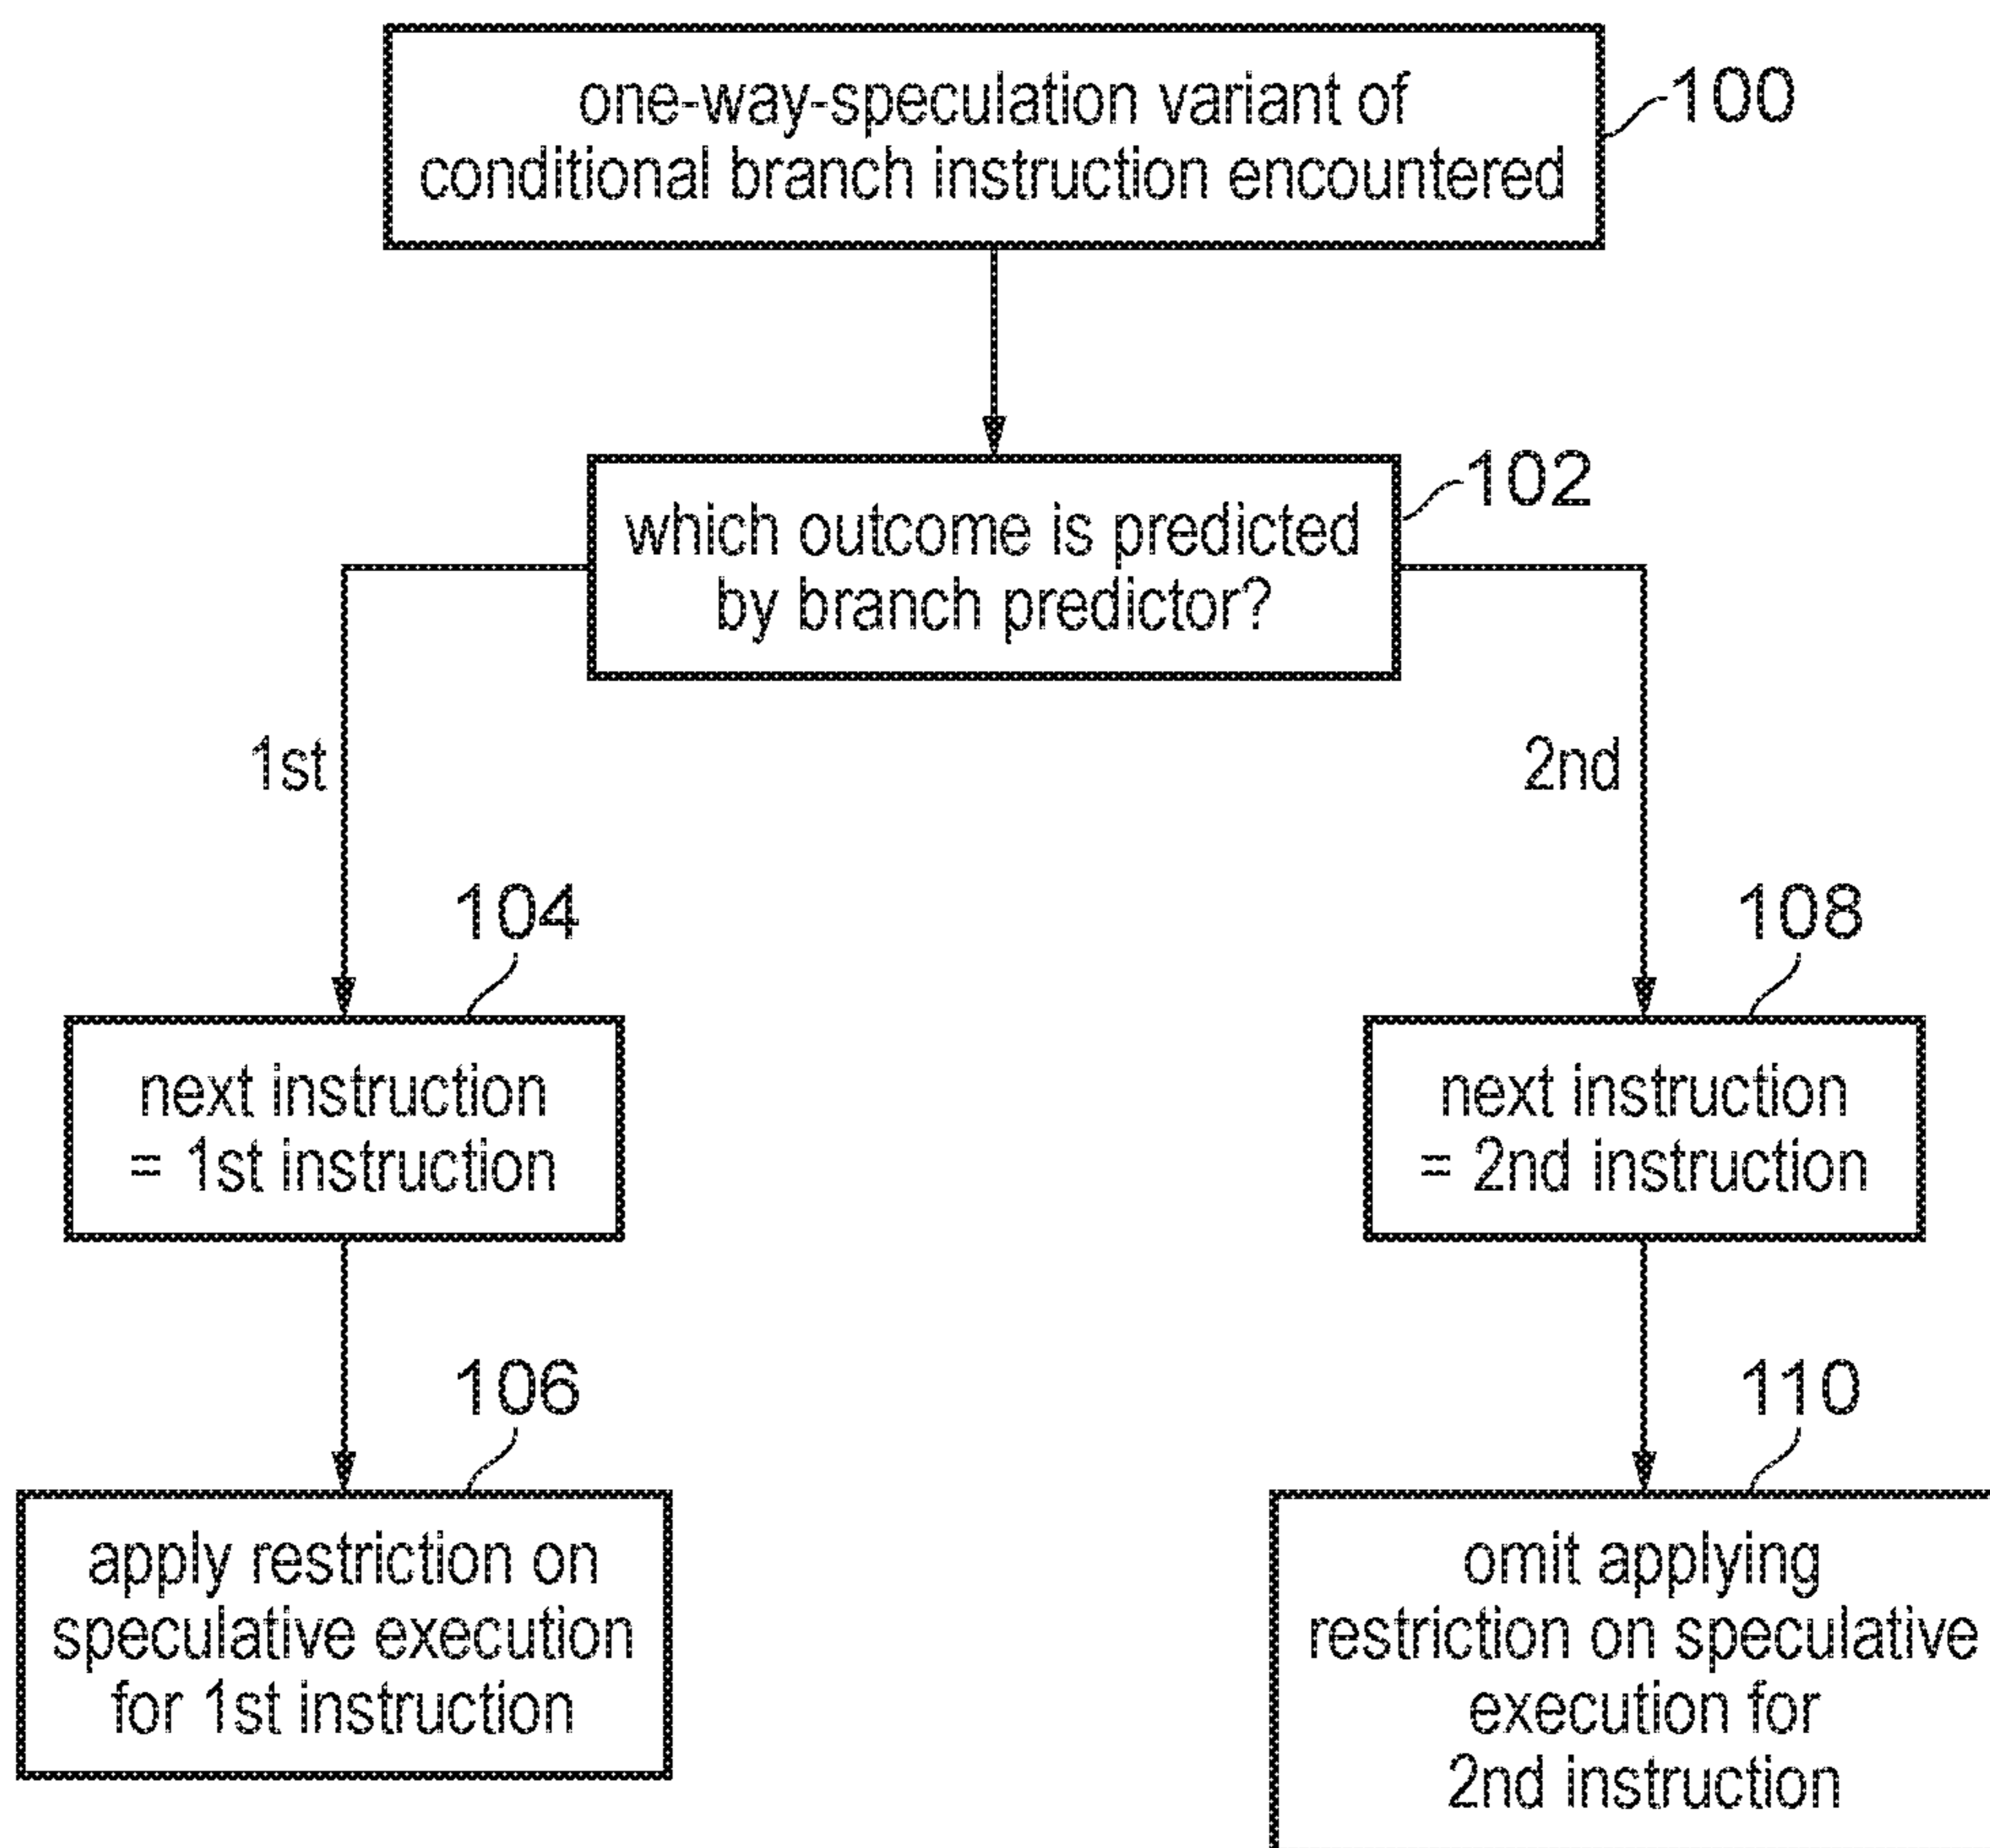 one-way-speculation variant of
conditional branch instruction encountered
100
which outcome is predicted
by branch predictor?
102
1st
2nd
104
108
next instruction
= 1st instruction
next instruction
= 2nd instruction
106
110
apply restriction on
speculative execution
for 1st instruction
omit applying
restriction on speculative
execution for
2nd instruction